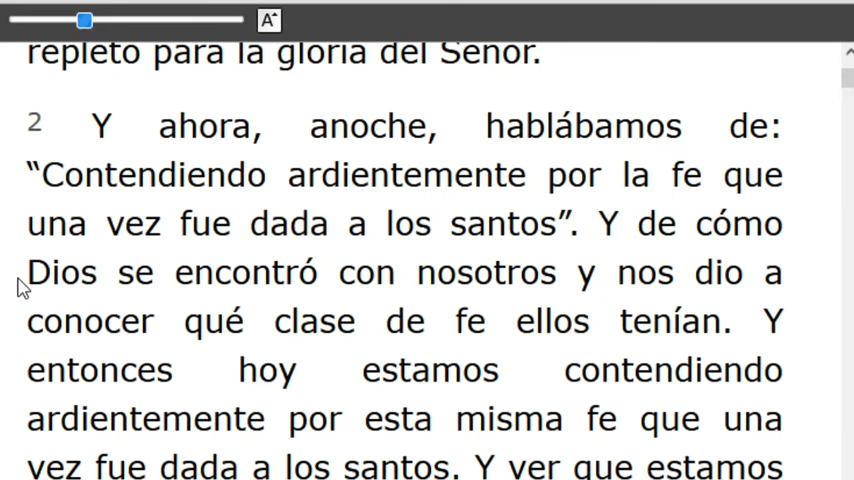 A
repleto para la gloria del Señor.
2 Y ahora, anoche, hablábamos de:
“Contendiendo ardientemente por la fe que
una vez fue dada a los santos”. Y de cómo
Dios se encontró con nosotros y nos dio a
conocer qué clase de fe ellos tenían. Y
entonces hoy estamos contendiendo
ardientemente por esta misma fe que una
vez fue dada a los santos. Y ver que estamos